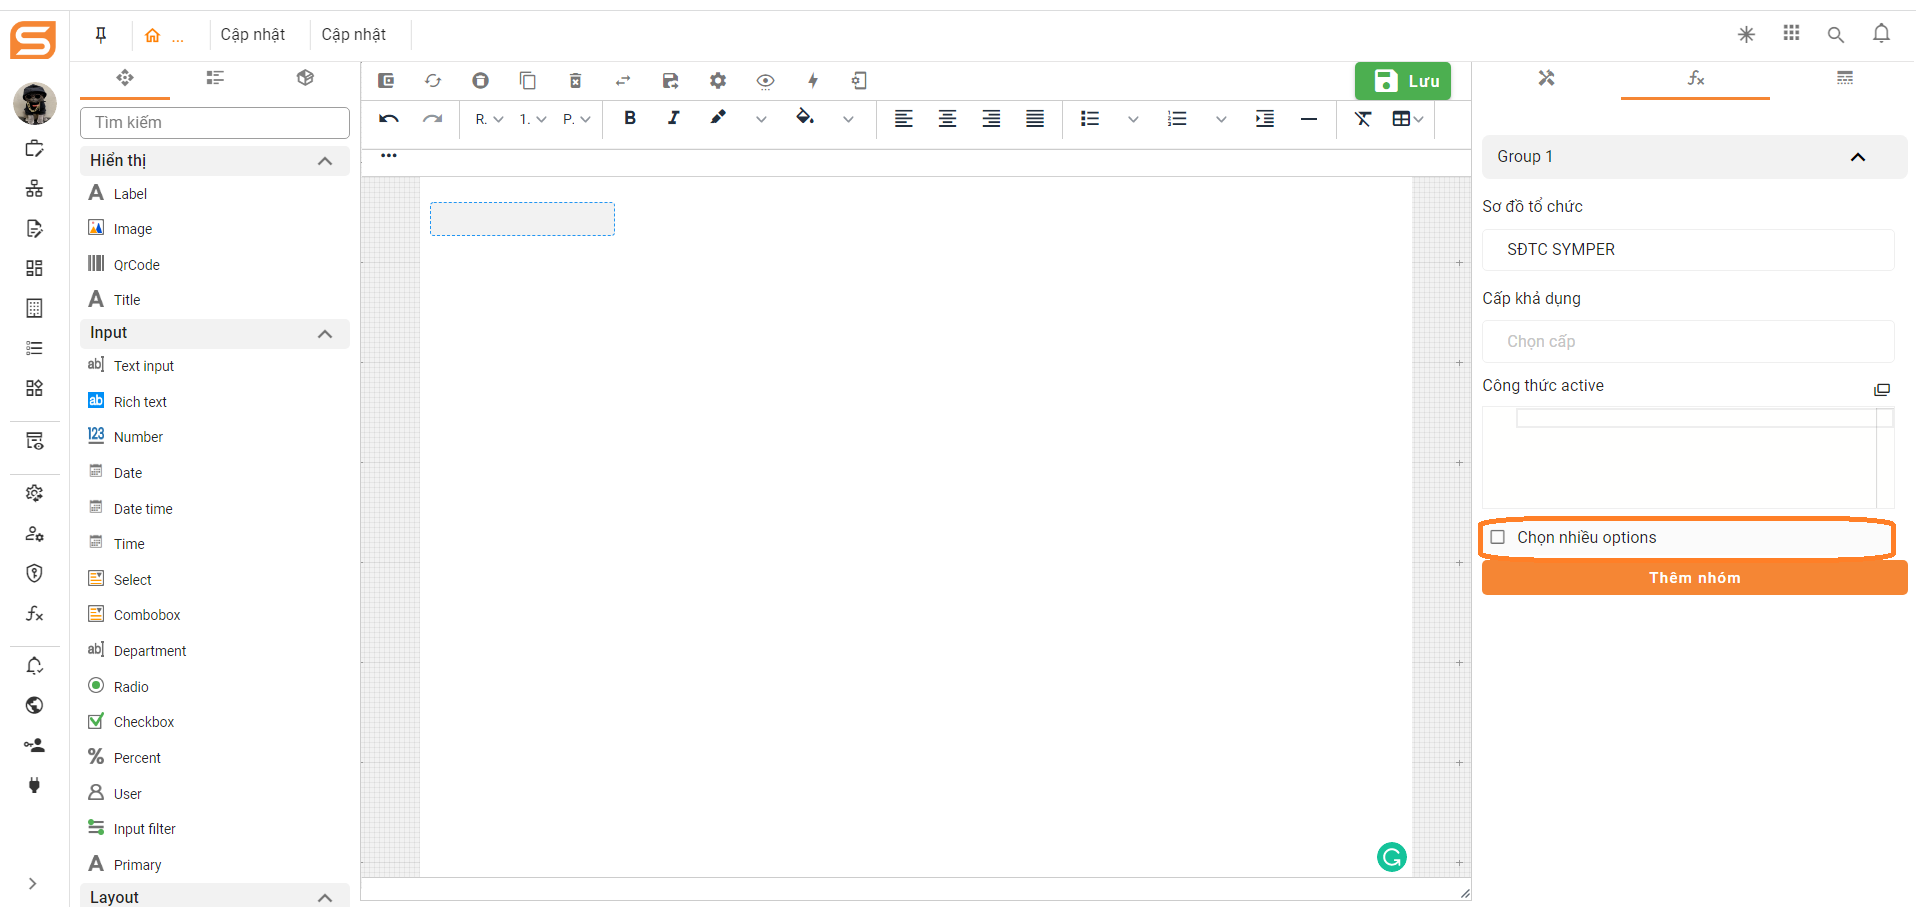 ...
Cập nhật
Cập nhật
Tìm kiếm
Hiển thị
Label
Image
QrCode
Title
Input
Text input
Rich text
Number
Date
Date time
Time
Select
Combobox
Department
Radio
Checkbox
Percent
User
Input filter
Primary
Layout
Lưu
R.
1.
P.
B
I
Group 1
Sơ đồ tổ chức
SĐTC SYMPER
Cấp khả dụng
Chọn cấp
Công thức active
Chọn nhiều options
Thêm nhóm